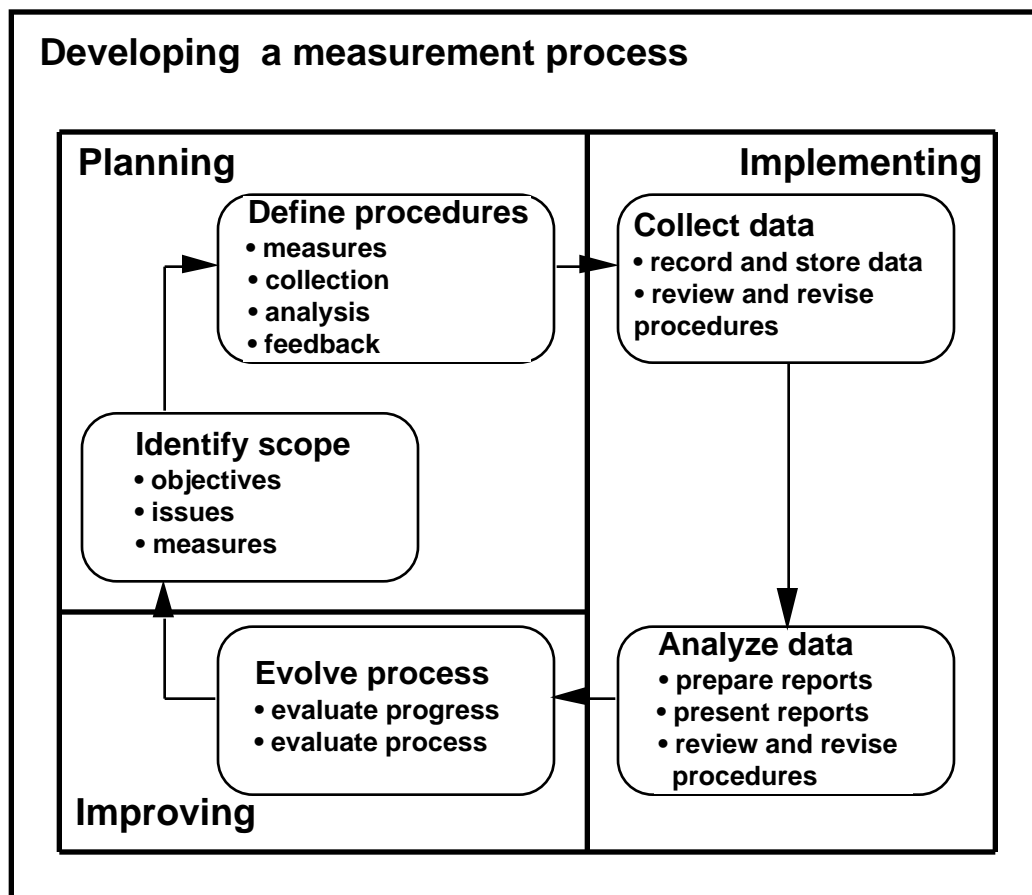 Developing a measurement process
Planning
Implementing
Define procedures
• measures
• collection
• analysis
• feedback
Collect data
• record and store data
• review and revise
procedures
Identify scope
• objectives
• issues
• measures
Analyze data
• prepare reports
• present reports
• review and revise
procedures
Evolve process
• evaluate progress
• evaluate process
Improving